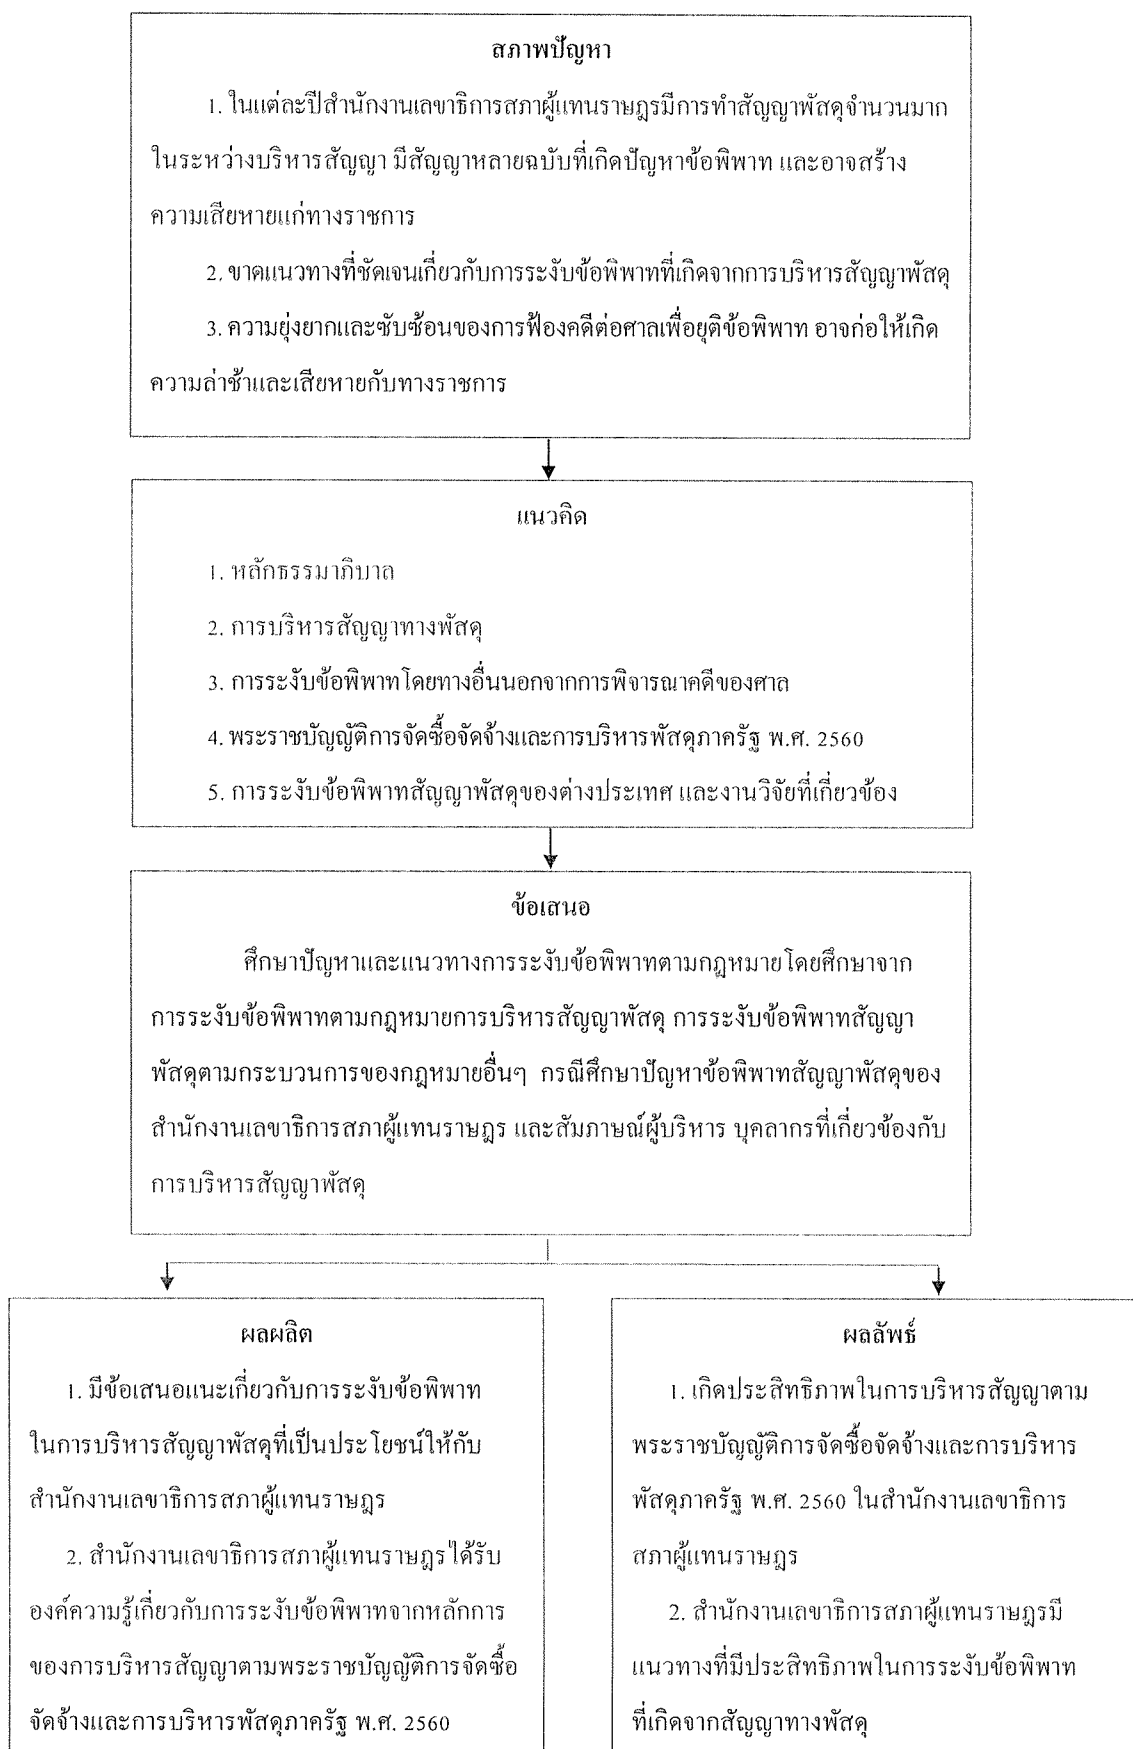 สภาพปัญหา
1. ในแต่ละปีสำนักงานเลขาธิการสภาผู้แทนราษฎรมีการทำสัญญาพัสดุจำนวนมาก
ในระหว่างบริหารสัญญา มีสัญญาหลายฉบับที่เกิดปัญหาข้อพิพาท และอาจสร้าง
ความเสียหายแก่ทางราชการ
2. ขาดแนวทางที่ชัดเจนเกี่ยวกับการระงับข้อพิพาทที่เกิดจากการบริหารสัญญาพัสดุ
3. ความยุ่งยากและซับซ้อนของการฟ้องคดีต่อศาลเพื่อยุติข้อพิพาท อาจก่อให้เกิด
ความล่าช้าและเสียหายกับทางราชการ
แนวคิด
1. หลักธรรมาภิบาล
2. การบริหารสัญญาทางพัสดุ
3. การระงับข้อพิพาทโดยทางอื่นนอกจากการพิจารณาคดีของศาล
4. พระราชบัญญัติการจัดซื้อจัดจ้างและการบริหารพัสดุภาครัฐ พ.ศ. 2560
5. การระงับข้อพิพาทสัญญาพัสดุของต่างประเทศ และงานวิจัยที่เกี่ยวข้อง
ข้อเสนอ
ศึกษาปัญหาและแนวทางการระงับข้อพิพาทตามกฎหมายโดยศึกษาจาก
การระงับข้อพิพาทตามกฎหมายการบริหารสัญญาพัสดุ การระงับข้อพิพาทสัญญา
พัสดุตามกระบวนการของกฎหมายอื่นๆ กรณีศึกษาปัญหาข้อพิพาทสัญญาพัสดุของ
สำนักงานเลขาธิการสภาผู้แทนราษฎร และสัมภาษณ์ผู้บริหาร บุคลากรที่เกี่ยวข้องกับ
การบริหารสัญญาพัสดุ
ผลผลิต
1. มีข้อเสนอแนะเกี่ยวกับการระงับข้อพิพาท
ในการบริหารสัญญาพัสดุที่เป็นประโยชน์ให้กับ
สำนักงานเลขาธิการสภาผู้แทนราษฎร
2. สำนักงานเลขาธิการสภาผู้แทนราษฎรได้รับ
องค์ความรู้เกี่ยวกับการระงับข้อพิพาทจากหลักการ
ของการบริหารสัญญาตามพระราชบัญญัติการจัดซื้อ
จัดจ้างและการบริหารพัสดุภาครัฐ พ.ศ. 2560
ผลลัพธ์
1. เกิดประสิทธิภาพในการบริหารสัญญาตาม
พระราชบัญญัติการจัดซื้อจัดจ้างและการบริหาร
พัสดุภาครัฐ พ.ศ. 2560 ในสำนักงานเลขาธิการ
สภาผู้แทนราษฎร
2. สำนักงานเลขาธิการสภาผู้แทนราษฎรมี
แนวทางที่มีประสิทธิภาพในการระงับข้อพิพาท
ที่เกิดจากสัญญาทางพัสดุ